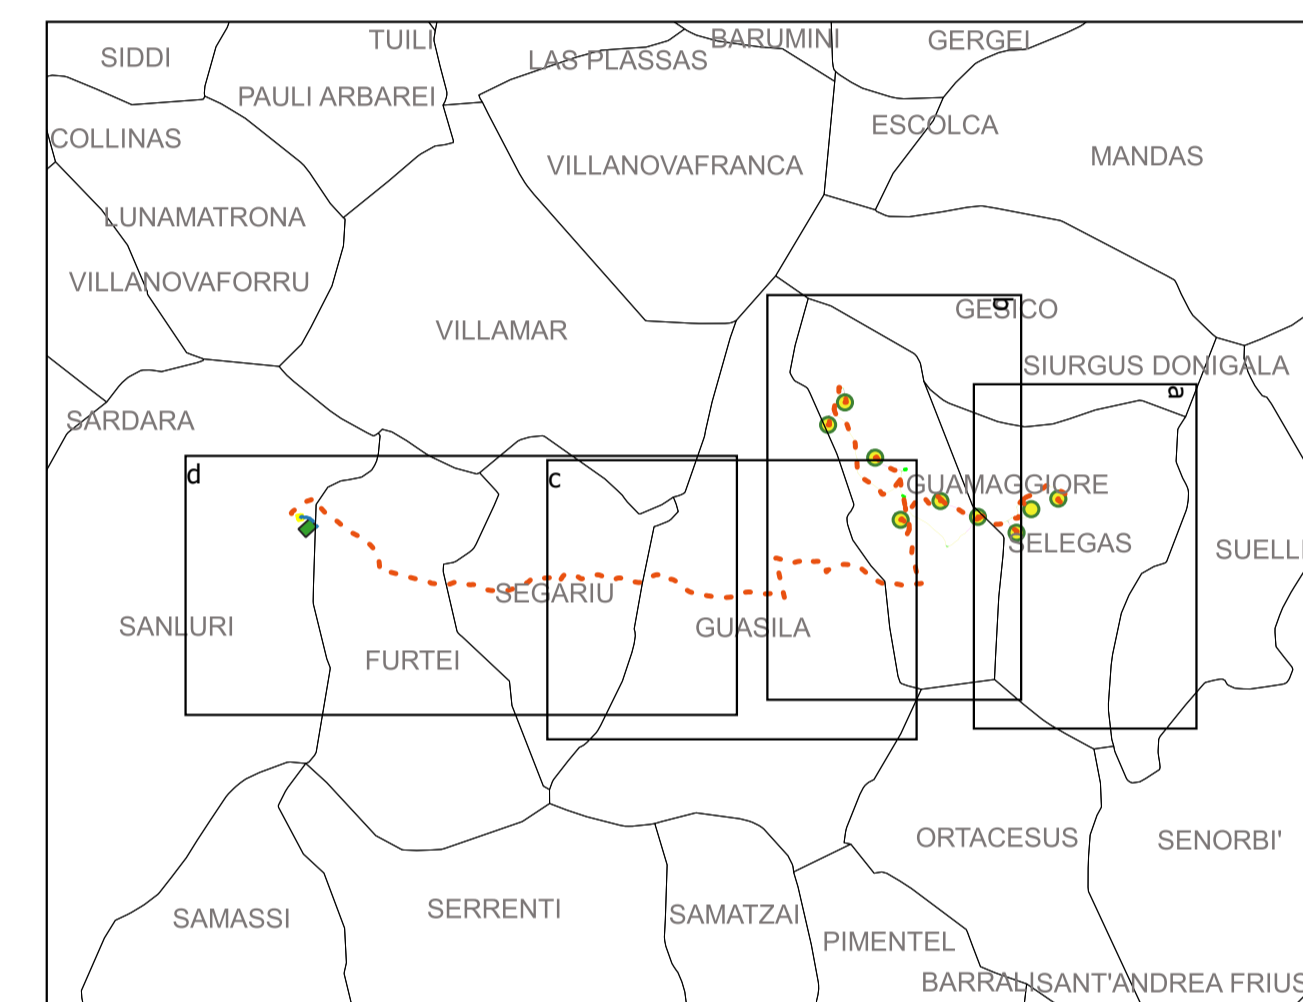 TUILI
BARUMINI
GERGEI
SIDDI
LAS PLASSAS
PAULI ARBAREI
ESCOLCA
COLLINAS
MANDAS
VILLANOVAFRANCA
LUNAMATRONA
VILLANOVAFORRU
b
GESICO
VILLAMAR
SIURGUS DONIGALA
a
SARDARA
d
c
GUAMAGGIORE
SELEGAS
SUELLI
SEGARIU
SANLURI
GUASILA
FURTEI
ORTACESUS
SENORBI'
SERRENTI
SAMATZAI
SAMASSI
PIMENTEL
BARRALI
SANT'ANDREA FRIUS